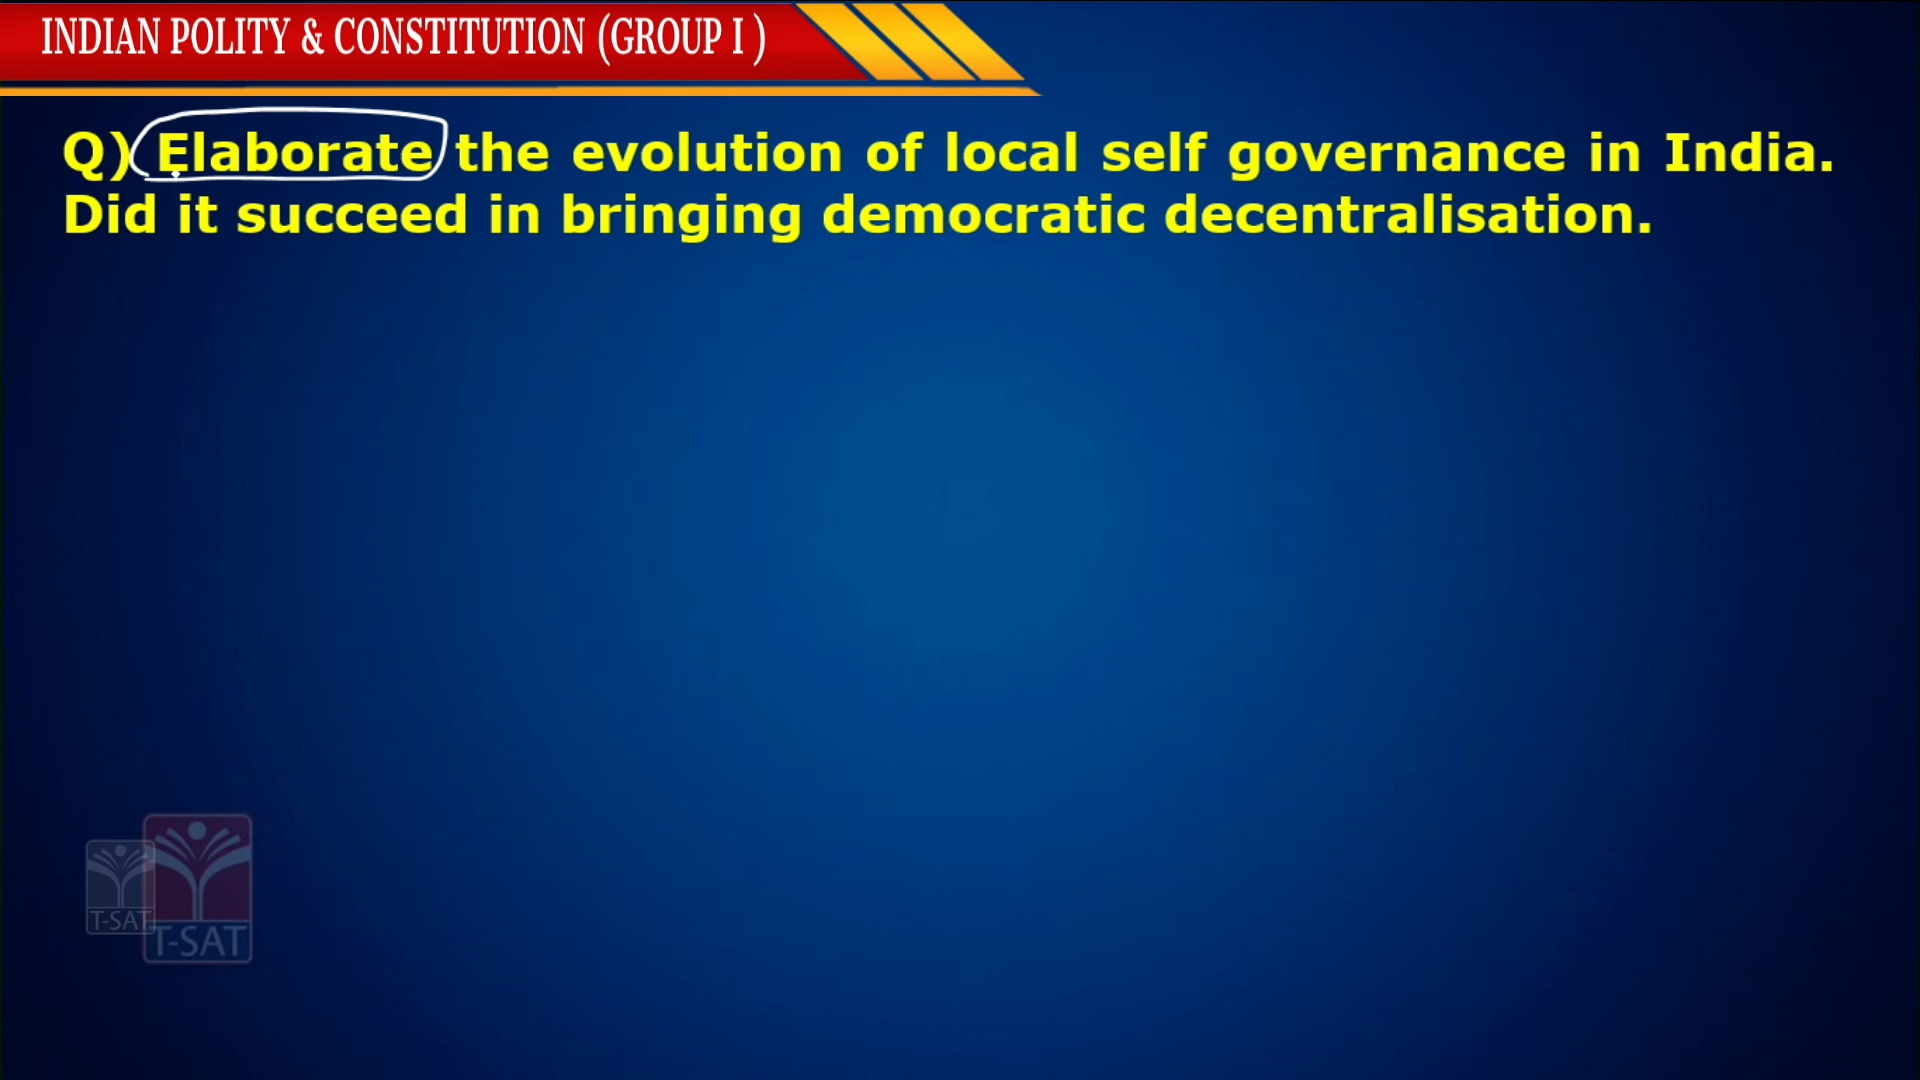 INDIAN POLITY & CONSTITUTION (GROUP I )
Q) Elaborate the evolution of local self governance in India.
Did it succeed in bringing democratic decentralisation.
T-SAT
T-SAT